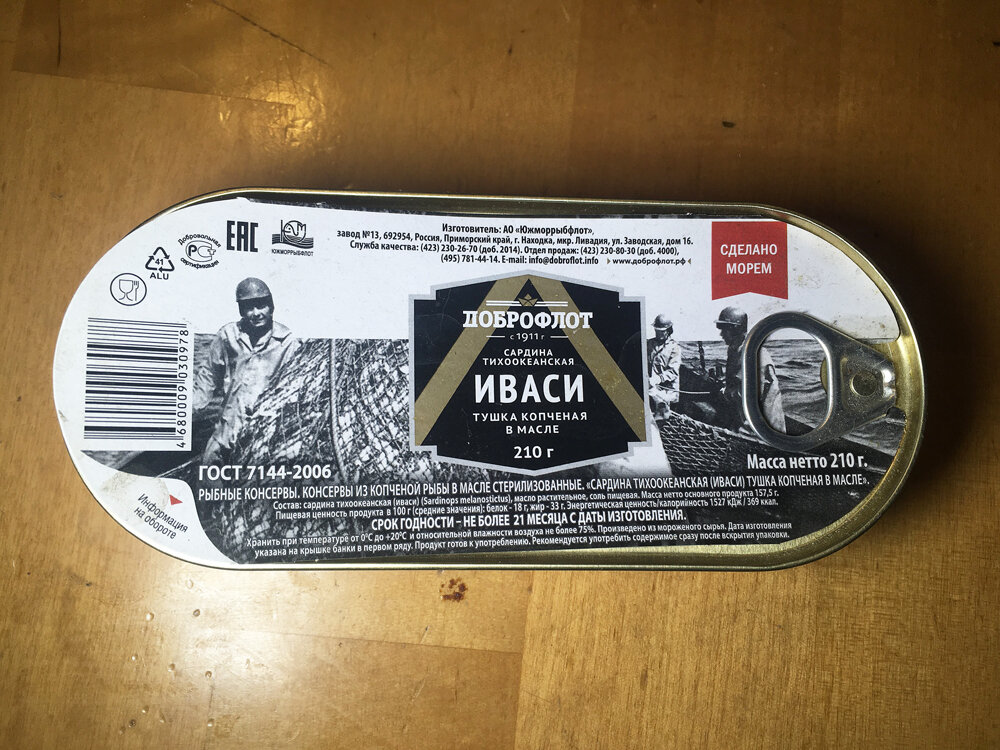 Изготовитель: АО «Южморрыбфлот»,
завод №13, 692954, Россия, Приморский край, г. Находка, мкр. Ливадия, ул. Заводская, дом 16.
Служба качества: (423) 230-26-70 (доб. 2014). Отдел продаж: (423) 230-80-30 (доб. 4000),
(495) 781-44-14. E-mail: info@dobroflot.info www.доброфлот.рф
Добровольная
РСТ
сертификация
EAC
ЮЖМОРРЫБФЛОТ
41
ALU
СДЕЛАНО
МОРЕМ
ДОБРОФЛОТ
с 1911 г
САРДИНА
ТИХООКЕАНСКАЯ
ИВАСИ
ТУШКА КОПЧЕНАЯ
В МАСЛЕ
210 г
4 680009 030978
ГОСТ 7144-2006
Масса нетто 210 г.
РЫБНЫЕ КОНСЕРВЫ. КОНСЕРВЫ ИЗ КОПЧЕНОЙ РЫБЫ В МАСЛЕ СТЕРИЛИЗОВАННЫЕ. «САРДИНА ТИХООКЕАНСКАЯ (ИВАСИ) ТУШКА КОПЧЕНАЯ В МАСЛЕ».
Состав: сардина тихоокеанская (иваси) (Sardinops melanostictus), масло растительное, соль пищевая. Масса нетто основного продукта 157,5 г.
Пищевая ценность продукта в 100 г (средние значения): белок - 18 г, жир - 33 г. Энергетическая ценность/калорийность 1527 кДж / 369 ккал.
СРОК ГОДНОСТИ – НЕ БОЛЕЕ 21 МЕСЯЦА С ДАТЫ ИЗГОТОВЛЕНИЯ.
Хранить при температуре от 0°С до +20°С и относительной влажности воздуха не более 75%. Произведено из мороженого сырья. Дата изготовления
указана на крышке банки в первом ряду. Продукт готов к употреблению. Рекомендуется употребить содержимое сразу после вскрытия упаковки.
Информация
на обороте